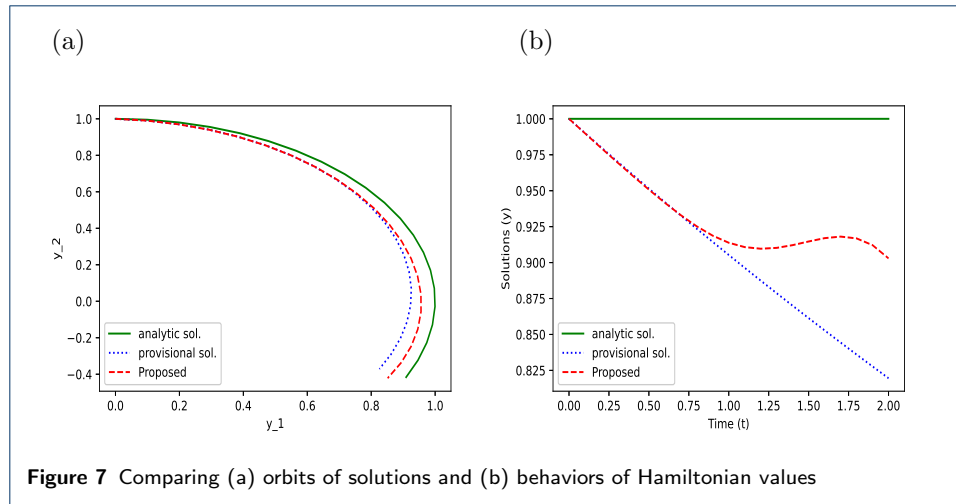 (a)
(b)
y_2
1.0
0.8
0.6
0.4
0.2
0.0
−0.2
−0.4
analytic sol.
provisional sol.
Proposed
0.0 0.2 0.4 0.6 0.8 1.0
y_1
Solutions (y)
1.000
0.975
0.950
0.925
0.900
0.875
0.850
0.825
analytic sol.
provisional sol.
Proposed
0.00 0.25 0.50 0.75 1.00 1.25 1.50 1.75 2.00
Time (t)
Figure 7 Comparing (a) orbits of solutions and (b) behaviors of Hamiltonian values